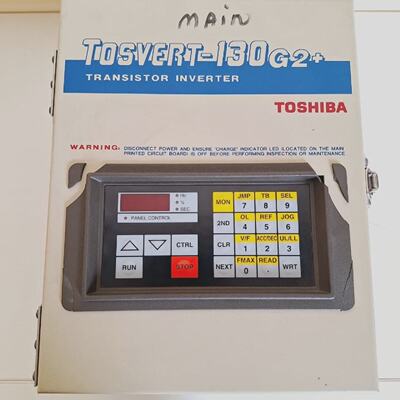 MAIN
TOSVERT-130G2+
TRANSISTOR INVERTER
TOSHIBA
WARNING: DISCONNECT POWER AND ENSURE 'CHARGE' INDICATOR LED (LOCATED ON THE MAIN
PRINTED CIRCUIT BOARD) IS OFF BEFORE PERFORMING INSPECTION OR MAINTENANCE
Hz
%
SEC
PANEL CONTROL
MON JMP TB SEL
7 8 9
2ND OL REF JOG
4 5 6
CTRL CLR V/F ACC/DEC UL/LL
1 2 3
RUN STOP NEXT FMAX READ WRT
0 .